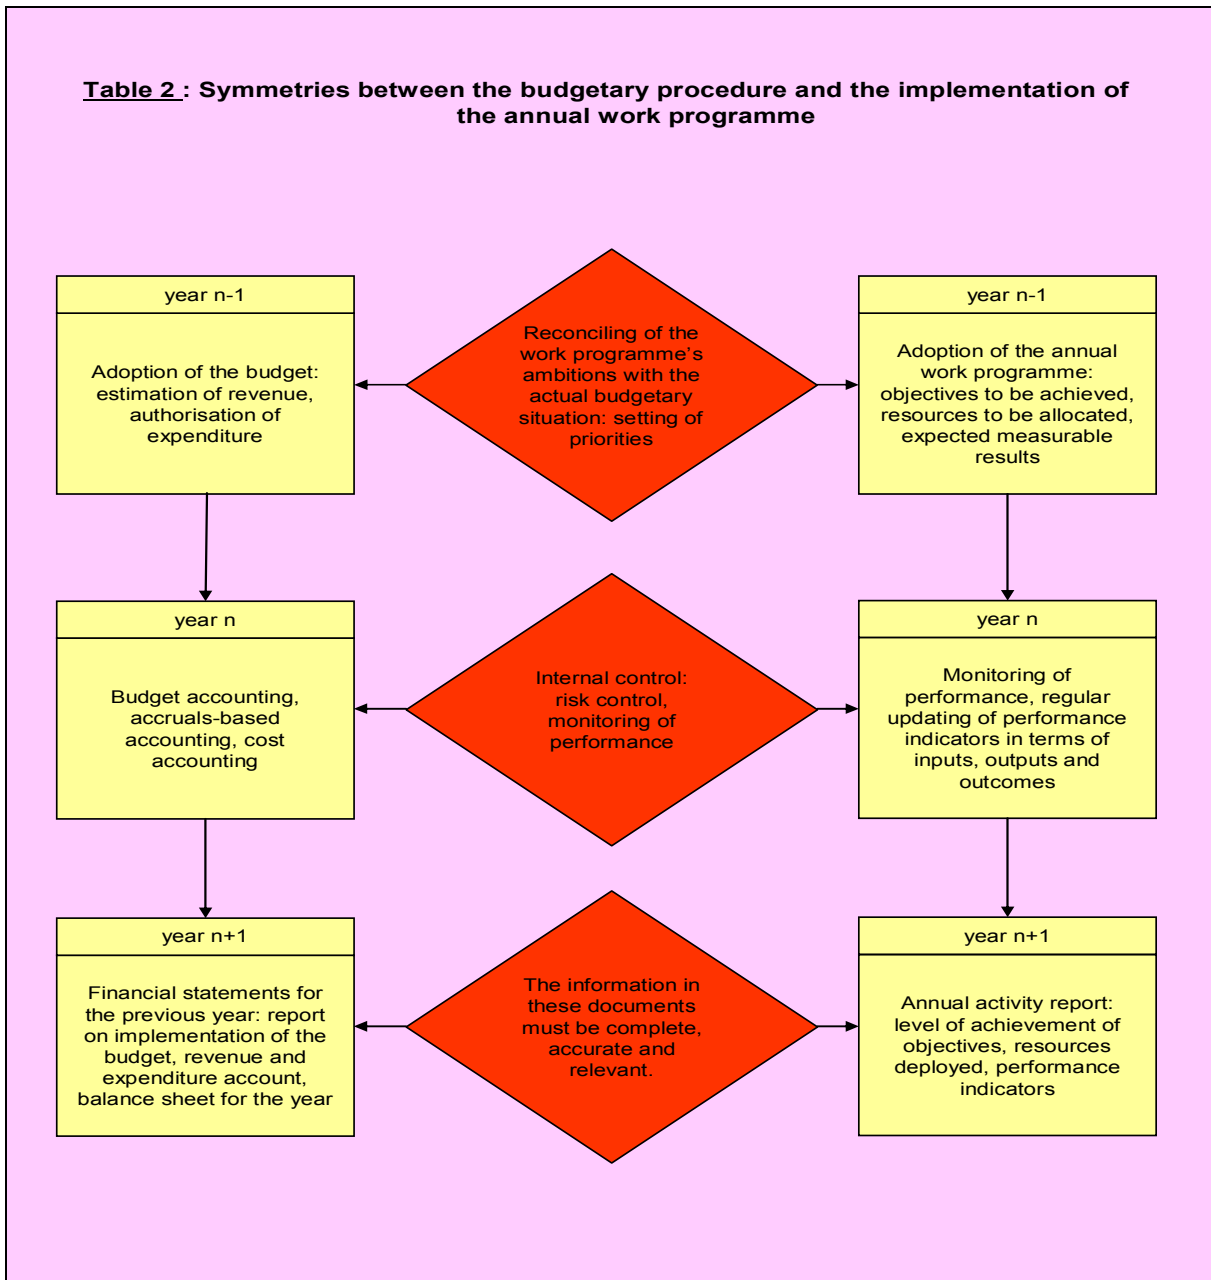 Table 2 : Symmetries between the budgetary procedure and the implementation of
the annual work programme
year n-1
Adoption of the budget:
estimation of revenue,
authorisation of
expenditure
Reconciling of the
work programme's
ambitions with the
actual budgetary
situation: setting of
priorities
year n-1
Adoption of the annual
work programme:
objectives to be achieved,
resources to be allocated,
expected measurable
results
year n
Budget accounting,
accruals-based
accounting, cost
accounting
Internal control:
risk control,
monitoring of
performance
year n
Monitoring of
performance, regular
updating of performance
indicators in terms of
inputs, outputs and
outcomes
year n+1
Financial statements for
the previous year: report
on implementation of the
budget, revenue and
expenditure account,
balance sheet for the year
The information in
these documents
must be complete,
accurate and
relevant.
year n+1
Annual activity report:
level of achievement of
objectives, resources
deployed, performance
indicators